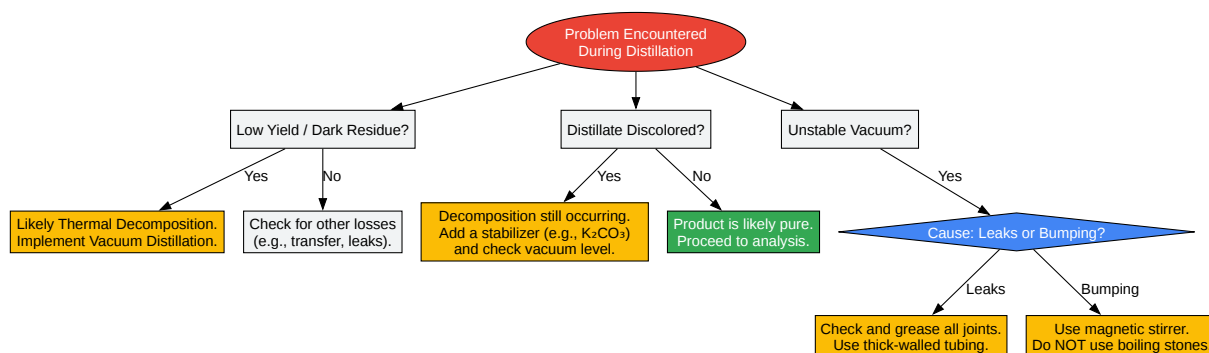 Problem Encountered
During Distillation
Low Yield / Dark Residue?
Distillate Discolored?
Unstable Vacuum?
Yes
No
Yes
No
Yes
Likely Thermal Decomposition.
Implement Vacuum Distillation.
Check for other losses
(e.g., transfer, leaks).
Decomposition still occurring.
Add a stabilizer (e.g., K₂CO₃)
and check vacuum level.
Product is likely pure.
Proceed to analysis.
Cause: Leaks or Bumping?
Leaks
Bumping
Check and grease all joints.
Use thick-walled tubing.
Use magnetic stirrer.
Do NOT use boiling stones